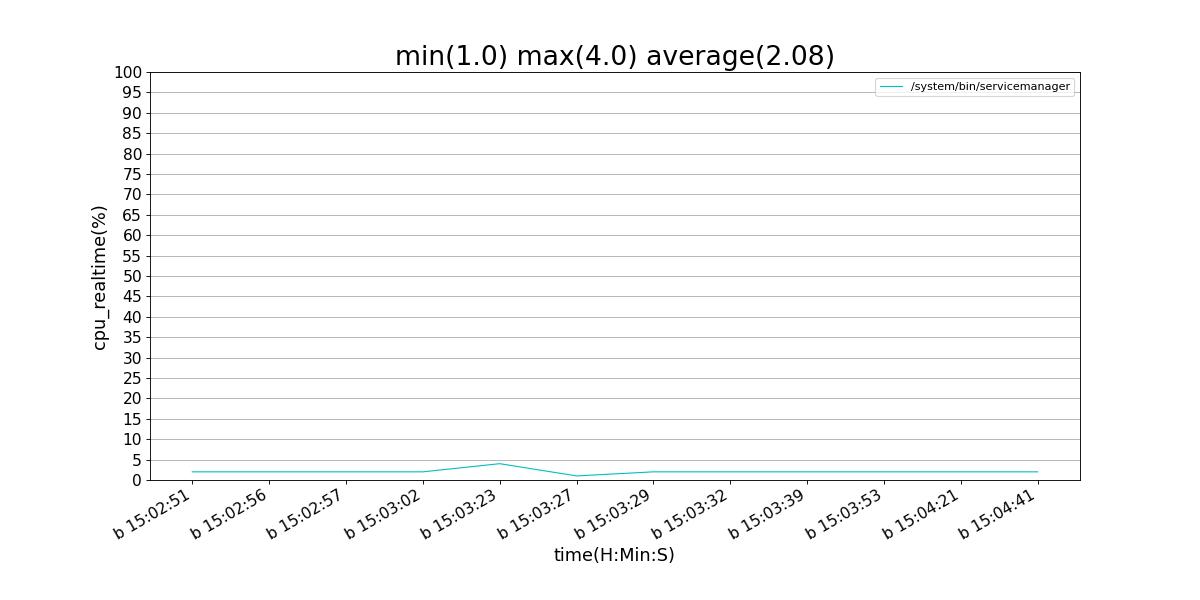 min(1.0) max(4.0) average(2.08)
/system/bin/servicemanager
100
95
90
85
80
75
70
65
60
55
50
45
40
35
30
25
20
15
10
5
0
cpu_realtime(%)
b 15:02:51
b 15:02:56
b 15:02:57
b 15:03:02
b 15:03:23
b 15:03:27
b 15:03:29
b 15:03:32
b 15:03:39
b 15:03:53
b 15:04:21
b 15:04:41
time(H:Min:S)